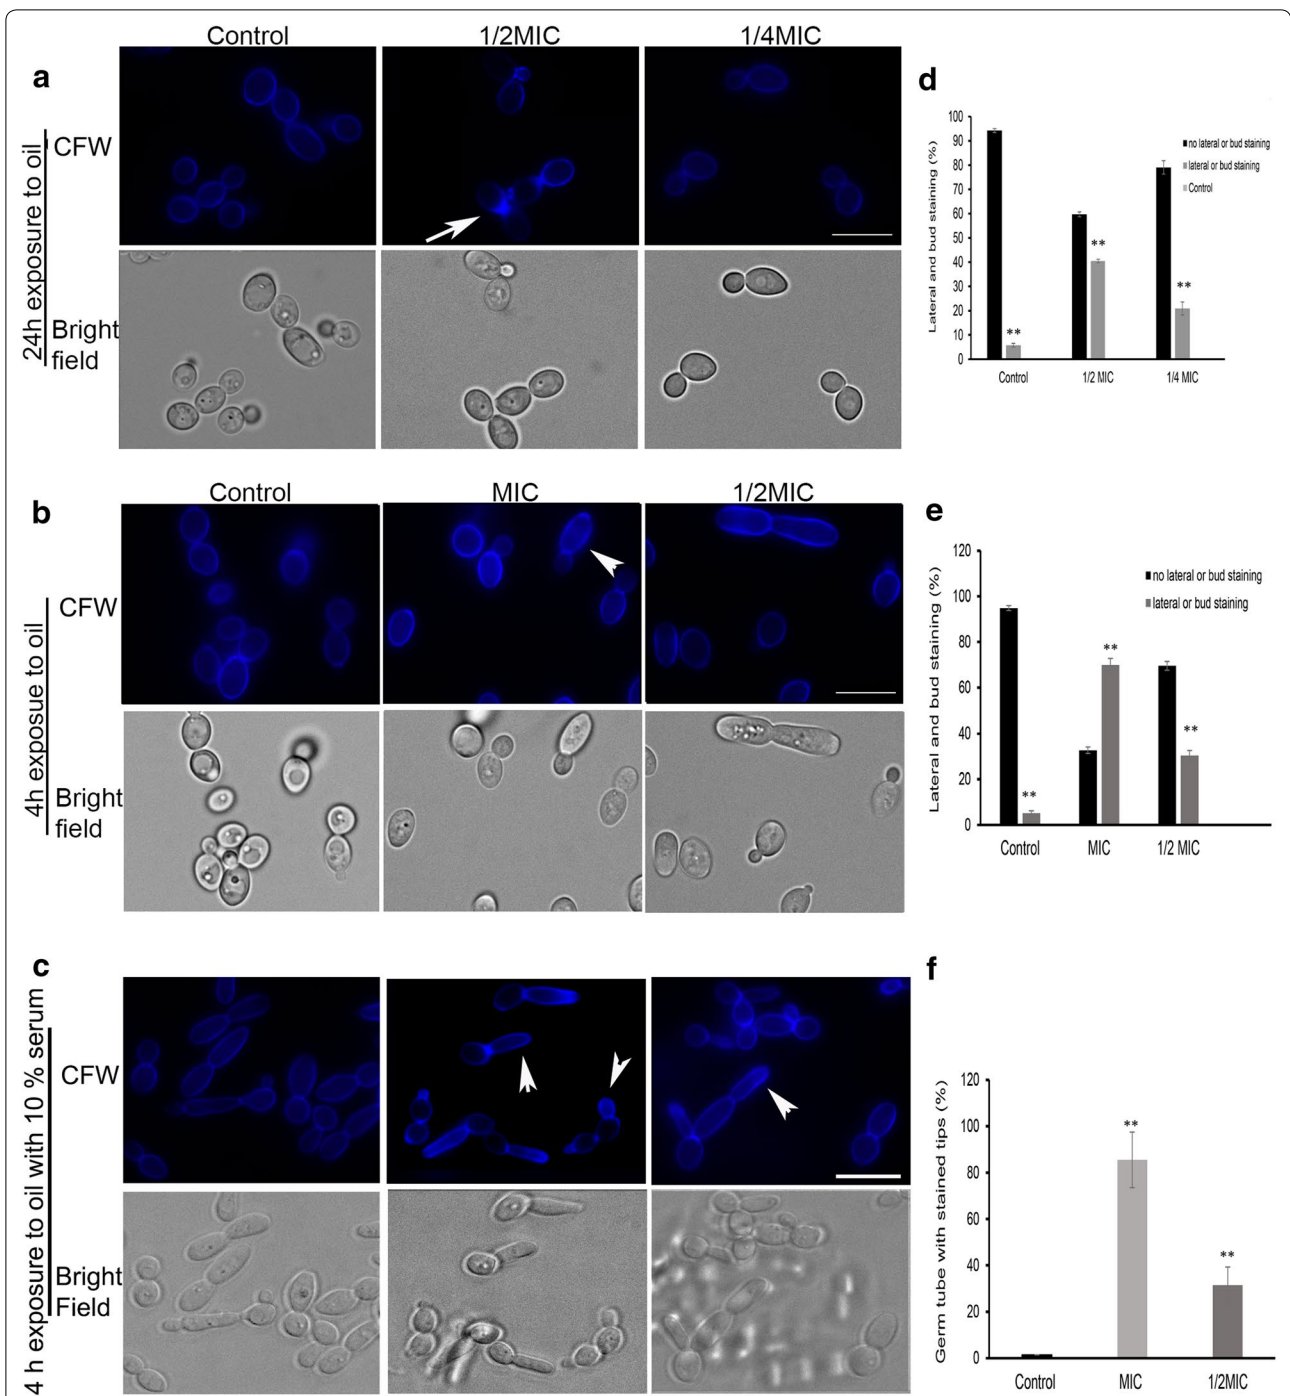 Control 1/2MIC 1/4MIC
a
24h exposure to oil
CFW
Bright
field
d
Lateral and bud staining (%)
100
90
80
70
60
50
40
30
20
10
0
no lateral or bud staining
lateral or bud staining
Control
** ** **
Control 1/2 MIC 1/4 MIC
Control MIC 1/2MIC
b
4h exposue to oil
CFW
Bright
field
e
Lateral and bud staining (%)
120
100
80
60
40
20
0
no lateral or bud staining
lateral or bud staining
** ** **
Control MIC 1/2 MIC
c
4 h exposure to oil with 10 % serum
CFW
Bright
Field
f
Germ tube with stained tips (%)
120
100
80
60
40
20
0
** **
Control MIC 1/2MIC